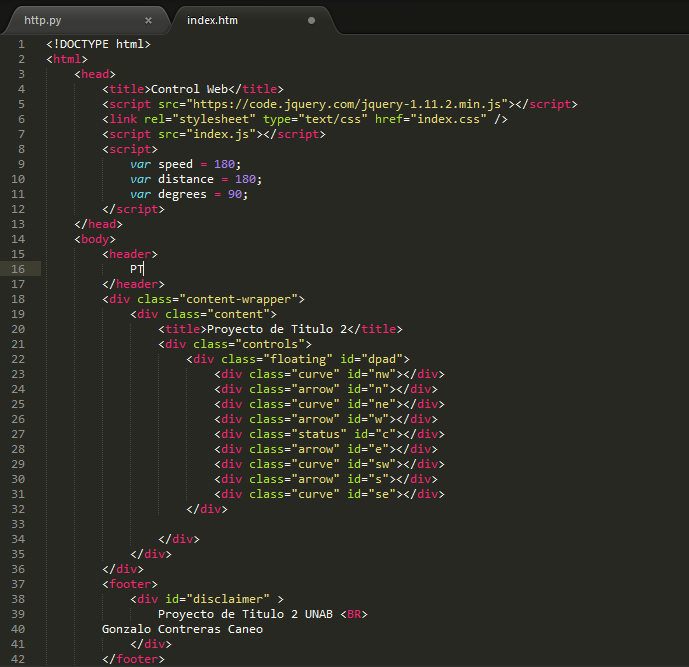 http.py × index.htm
1 <!DOCTYPE html>
2 <html>
3 <head>
4 <title>Control Web</title>
5 <script src="https://code.jquery.com/jquery-1.11.2.min.js"></script>
6 <link rel="stylesheet" type="text/css" href="index.css" />
7 <script src="index.js"></script>
8 <script>
9 var speed = 180;
10 var distance = 180;
11 var degrees = 90;
12 </script>
13 </head>
14 <body>
15 <header>
16 PT
17 </header>
18 <div class="content-wrapper">
19 <div class="content">
20 <title>Proyecto de Titulo 2</title>
21 <div class="controls">
22 <div class="floating" id="dpad">
23 <div class="curve" id="nw"></div>
24 <div class="arrow" id="n"></div>
25 <div class="curve" id="ne"></div>
26 <div class="arrow" id="w"></div>
27 <div class="status" id="c"></div>
28 <div class="arrow" id="e"></div>
29 <div class="curve" id="sw"></div>
30 <div class="arrow" id="s"></div>
31 <div class="curve" id="se"></div>
32 </div>
33
34 </div>
35 </div>
36 </div>
37 <footer>
38 <div id="disclaimer" >
39 Proyecto de Titulo 2 UNAB <BR>
40 Gonzalo Contreras Caneo
41 </div>
42 </footer>